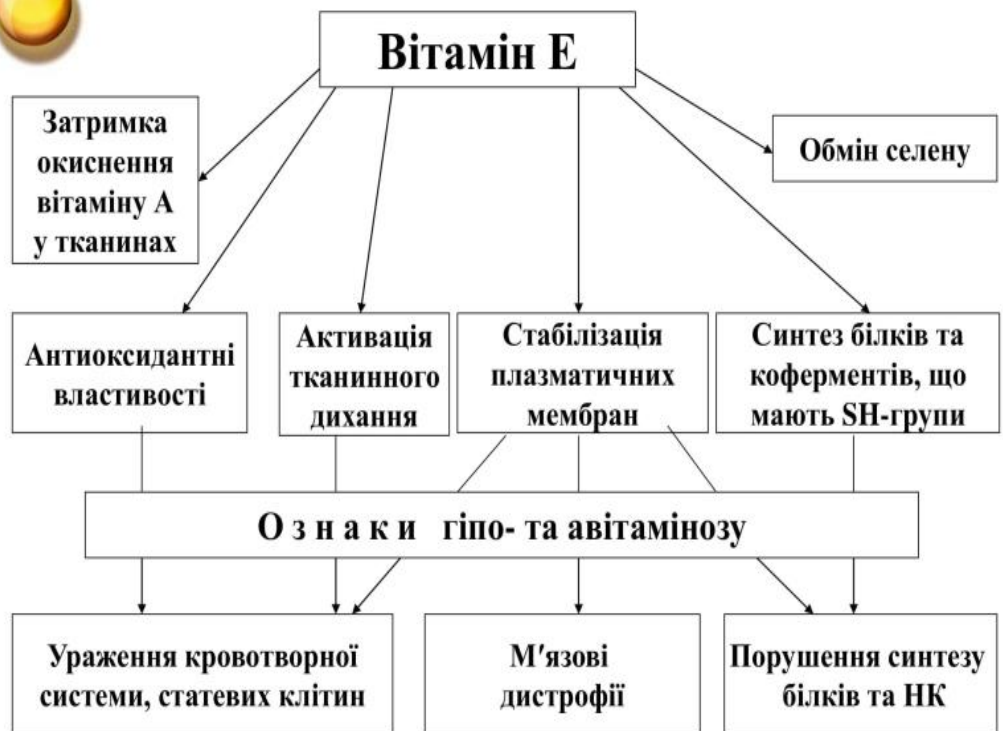 Вітамін Е
Затримка
окиснення
вітаміну А
у тканинах
Обмін селену
Антиоксидантні
властивості
Активація
тканинного
дихання
Стабілізація
плазматичних
мембран
Синтез білків та
коферментів, що
мають SH-групи
О з н а к и гіпо- та авітамінозу
Ураження кровотворної
системи, статевих клітин
М'язові
дистрофії
Порушення синтезу
білків та НК